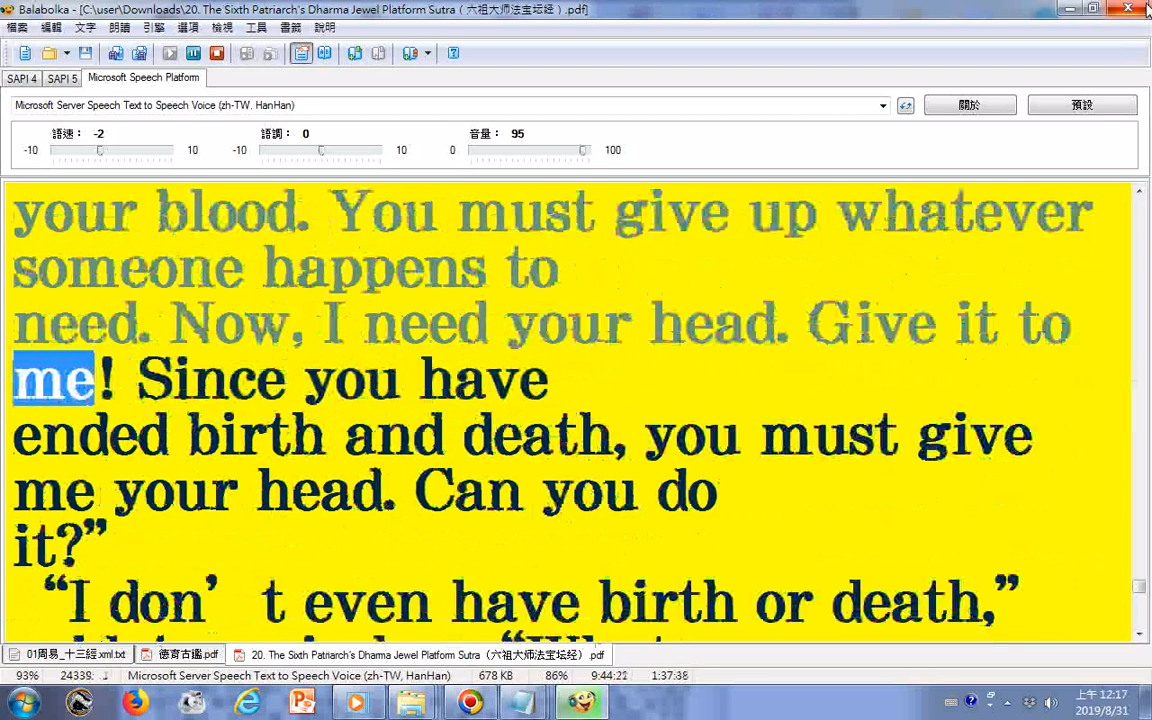 Balabolka - [C:\user\Downloads\20. The Sixth Patriarch's Dharma Jewel Platform Sutra（六祖大师法宝坛经）.pdf]
檔案 編輯 文字 朗讀 引擎 選項 檢視 工具 書籤 說明
SAPI 4 SAPI 5 Microsoft Speech Platform
Microsoft Server Speech Text to Speech Voice (zh-TW, HanHan) 關於 預設
語速： -2 語調： 0 音量： 95
-10 10 -10 10 0 100
your blood. You must give up whatever
someone happens to
need. Now, I need your head. Give it to
me! Since you have
ended birth and death, you must give
me your head. Can you do
it?”
“I don’ t even have birth or death,”
01周易_十三經.xml.txt 德育古鑑.pdf 20. The Sixth Patriarch's Dharma Jewel Platform Sutra（六祖大师法宝坛经）.pdf
93% 24339: Microsoft Server Speech Text to Speech Voice (zh-TW, HanHan) 678 KB 86% 9:44:22 1:37:38
上午 12:17
2019/8/31